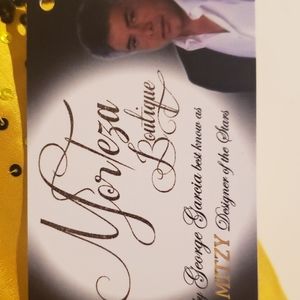 Morteza
Boutique
George Garcia best know as
MITZY Designer of the Stars